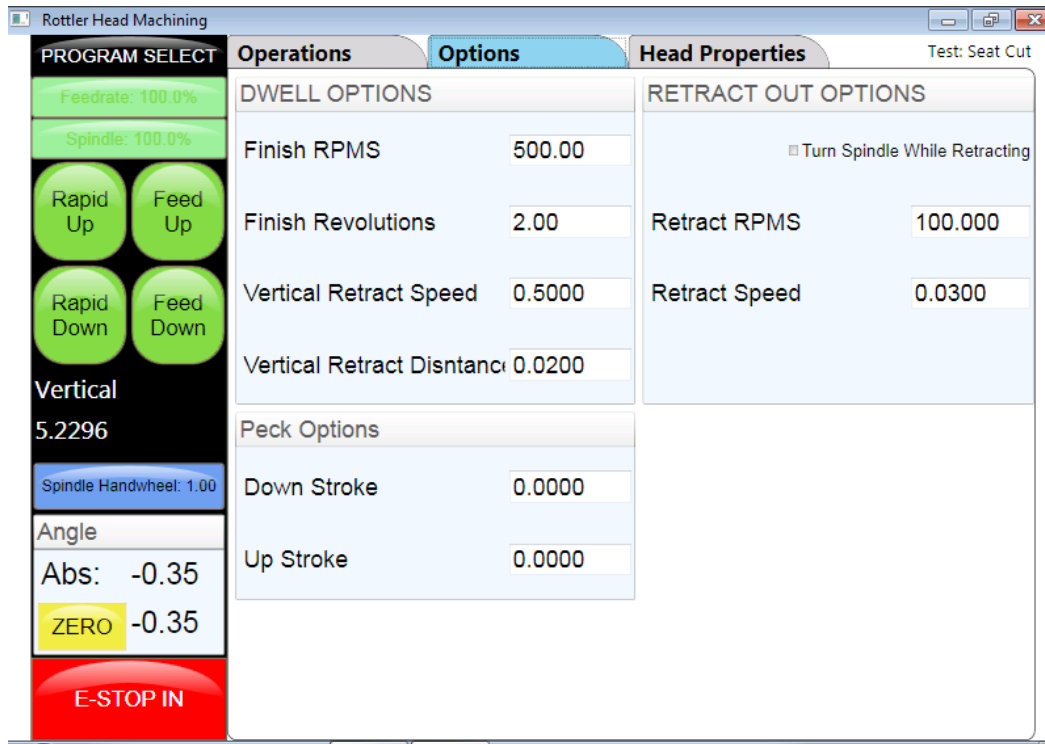 Rottler Head Machining
PROGRAM SELECT
Operations
Options
Head Properties
Test: Seat Cut
Feedrate: 100.0%
Spindle: 100.0%
Rapid Up
Feed Up
Rapid Down
Feed Down
Vertical
5.2296
Spindle Handwheel: 1.00
Angle
Abs: -0.35
ZERO -0.35
E-STOP IN
DWELL OPTIONS
Finish RPMS 500.00
Finish Revolutions 2.00
Vertical Retract Speed 0.5000
Vertical Retract Disntance 0.0200
Peck Options
Down Stroke 0.0000
Up Stroke 0.0000
RETRACT OUT OPTIONS
Turn Spindle While Retracting
Retract RPMS 100.000
Retract Speed 0.0300